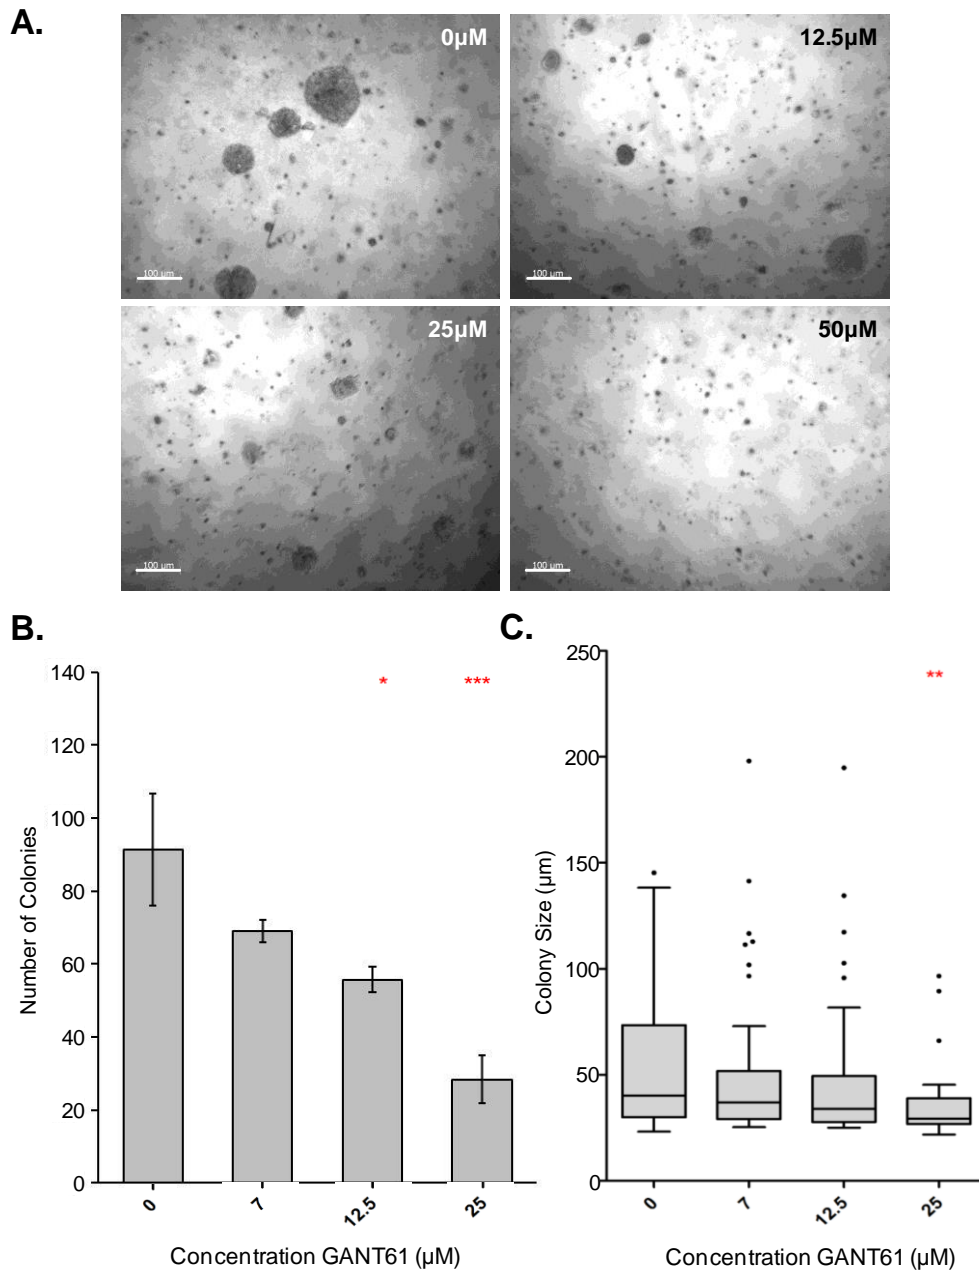 A.
0µM
12.5µM
100 µm
100 µm
25µM
50µM
100 µm
100 µm
B.
140
120
100
80
60
40
20
0
Number of Colonies
*
***
0
7
12.5
25
Concentration GANT61 (µM)
C.
250
200
150
100
50
0
Colony Size (µm)
**
0
7
12.5
25
Concentration GANT61 (µM)